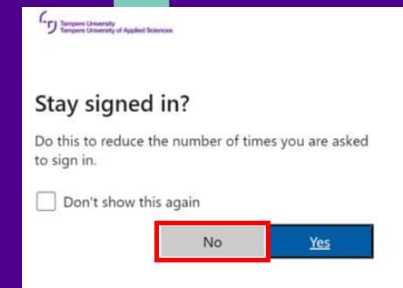 Tampere University
Tampere University of Applied Sciences
Stay signed in?
Do this to reduce the number of times you are asked
to sign in.
Don't show this again
No
Yes